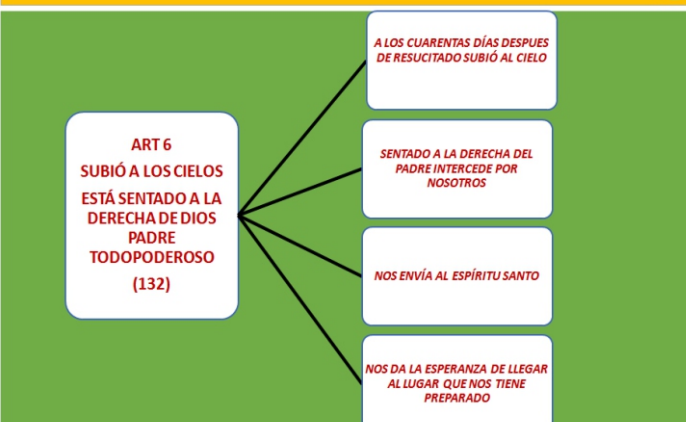 ART 6
SUBIÓ A LOS CIELOS
ESTÁ SENTADO A LA
DERECHA DE DIOS
PADRE
TODOPODEROSO
(132)
A LOS CUARENTAS DÍAS DESPUES
DE RESUCITADO SUBIÓ AL CIELO
SENTADO A LA DERECHA DEL
PADRE INTERCEDE POR
NOSOTROS
NOS ENVÍA AL ESPÍRITU SANTO
NOS DA LA ESPERANZA DE LLEGAR
AL LUGAR QUE NOS TIENE
PREPARADO